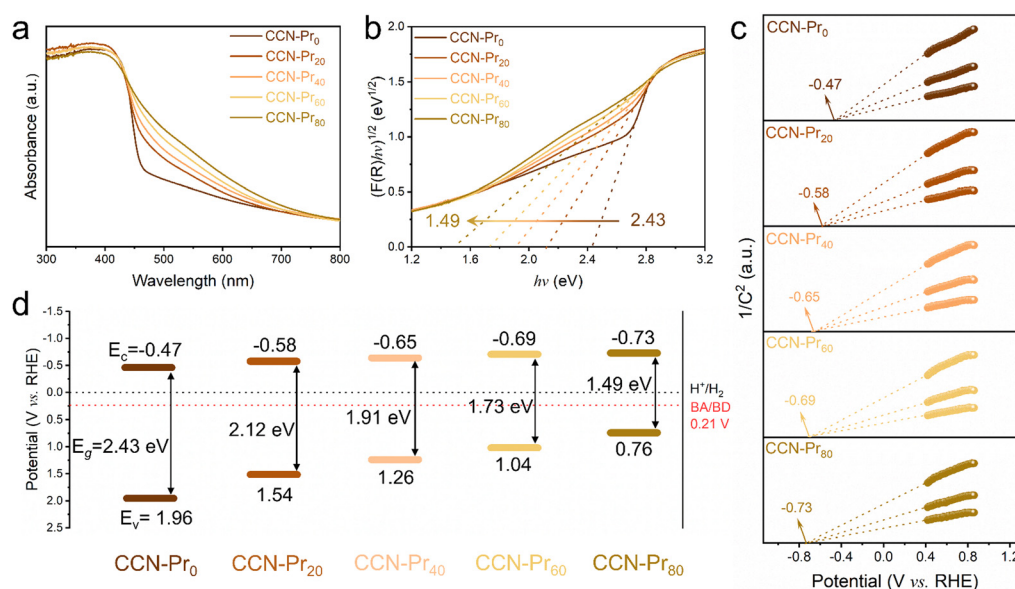 a
CCN-Pr₀
CCN-Pr₂₀
CCN-Pr₄₀
CCN-Pr₆₀
CCN-Pr₈₀
Absorbance (a.u.)
300 400 500 600 700 800
Wavelength (nm)
b
CCN-Pr₀
CCN-Pr₂₀
CCN-Pr₄₀
CCN-Pr₆₀
CCN-Pr₈₀
(F(R)hv)^1/2 (eV^1/2)
2.0
1.5
1.0
0.5
0.0
1.49
2.43
1.2 1.6 2.0 2.4 2.8 3.2
hv (eV)
c
CCN-Pr₀
-0.47
CCN-Pr₂₀
-0.58
CCN-Pr₄₀
-0.65
CCN-Pr₆₀
-0.69
CCN-Pr₈₀
-0.73
1/C² (a.u.)
-0.8 -0.4 0.0 0.4 0.8 1.2
Potential (V vs. RHE)
d
Potential (V vs. RHE)
-1.5
-1.0
-0.5
0.0
0.5
1.0
1.5
2.0
2.5
E_c=-0.47
-0.58
-0.65
-0.69
-0.73
E_g=2.43 eV
2.12 eV
1.91 eV
1.73 eV
1.49 eV
E_v= 1.96
1.54
1.26
1.04
0.76
H⁺/H₂
BA/BD
0.21 V
CCN-Pr₀ CCN-Pr₂₀ CCN-Pr₄₀ CCN-Pr₆₀ CCN-Pr₈₀